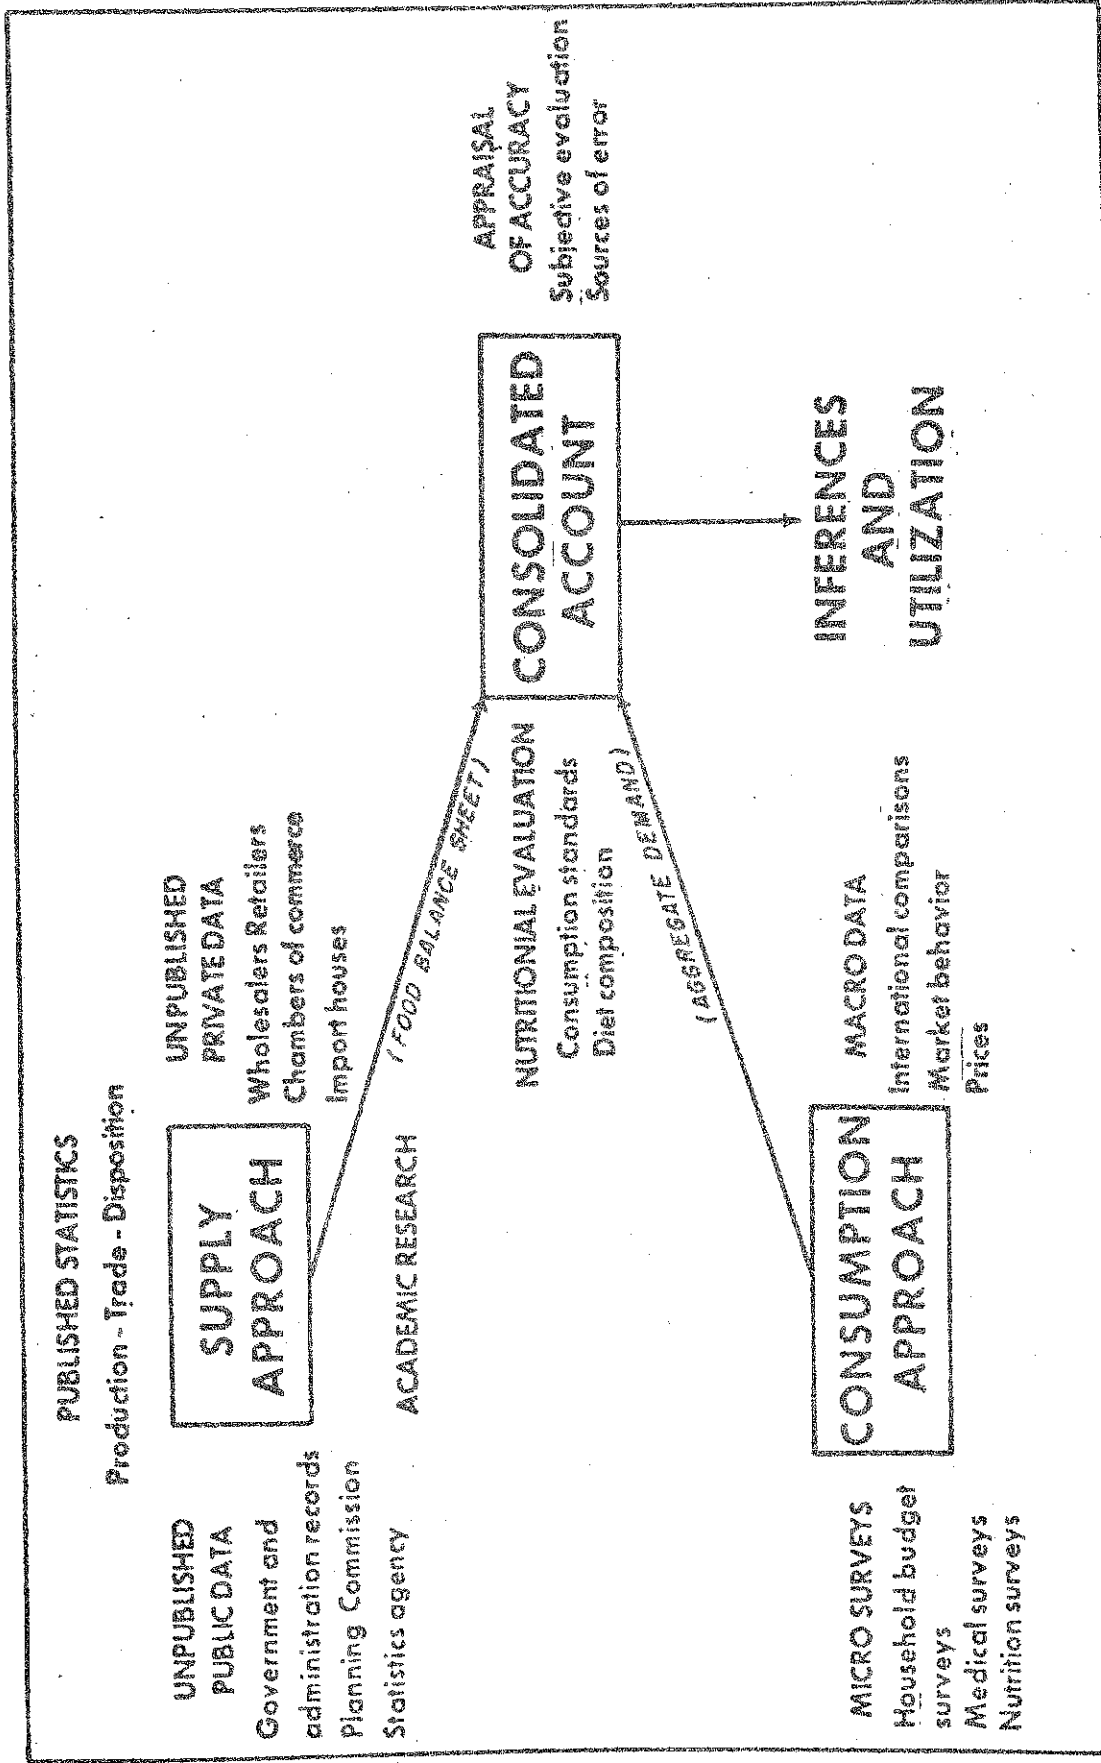 PUBLISHED STATISTICS
Production - Trade - Disposition
UNPUBLISHED
PUBLIC DATA
Government and
administration records
Planning Commission
Statistics agency
SUPPLY
APPROACH
UNPUBLISHED
PRIVATE DATA
Wholesalers Retailers
Chambers of commerce
Import houses
ACADEMIC RESEARCH
(FOOD BALANCE SHEET)
NUTRITIONIAL EVALUATION
Consumption standards
Diet composition
(AGGREGATE DEMAND)
CONSOLIDATED
ACCOUNT
APPRAISAL
OF ACCURACY
Subjective evaluation
Sources of error
MICRO SURVEYS
Household budget
surveys
Medical surveys
Nutrition surveys
CONSUMPTION
APPROACH
MACRO DATA
International comparisons
Market behavior
Prices
INFERENCES
AND
UTILIZATION